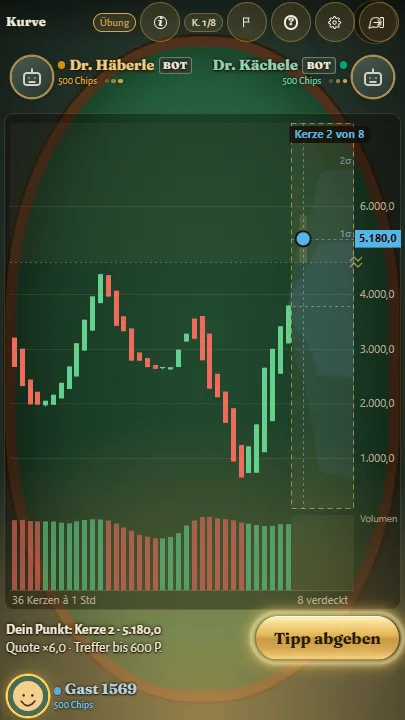 Kurve
Übung
K. 1/8
Dr. Häberle BOT
500 Chips
Dr. Kächele BOT
500 Chips
Kerze 2 von 8
2σ
6.000,0
1σ
5.180,0
4.000,0
3.000,0
2.000,0
1.000,0
Volumen
36 Kerzen à 1 Std
8 verdeckt
Dein Punkt: Kerze 2 · 5.180,0
Quote ×6,0 · Treffer bis 600 P.
Tipp abgeben
Gast 1569
500 Chips